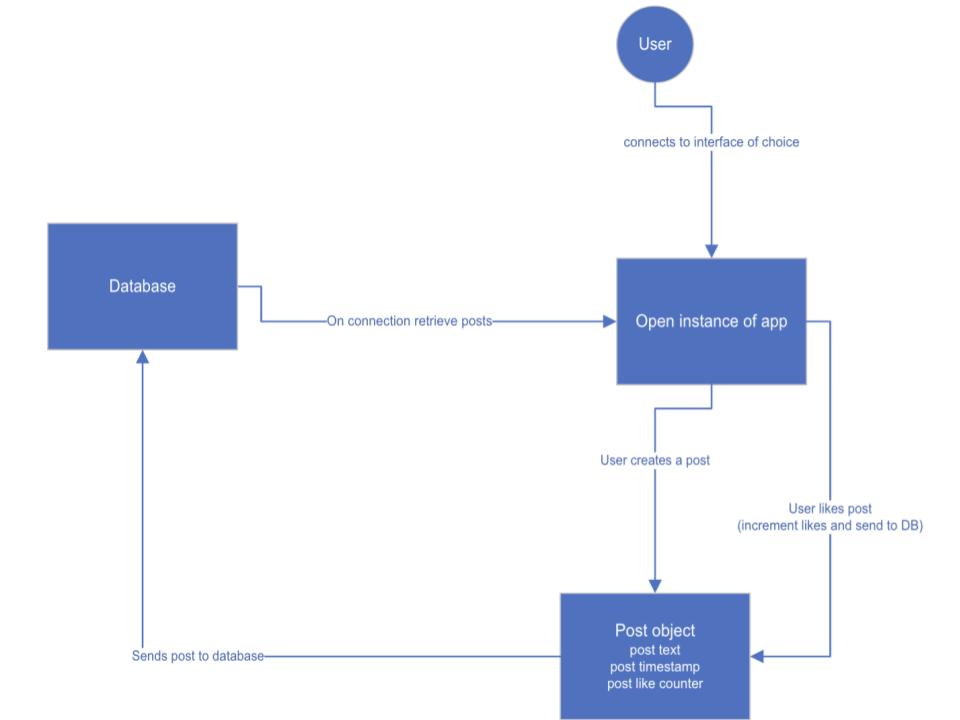 User
connects to interface of choice
Database
On connection retrieve posts
Open instance of app
User creates a post
User likes post
(increment likes and send to DB)
Post object
post text
post timestamp
post like counter
Sends post to database